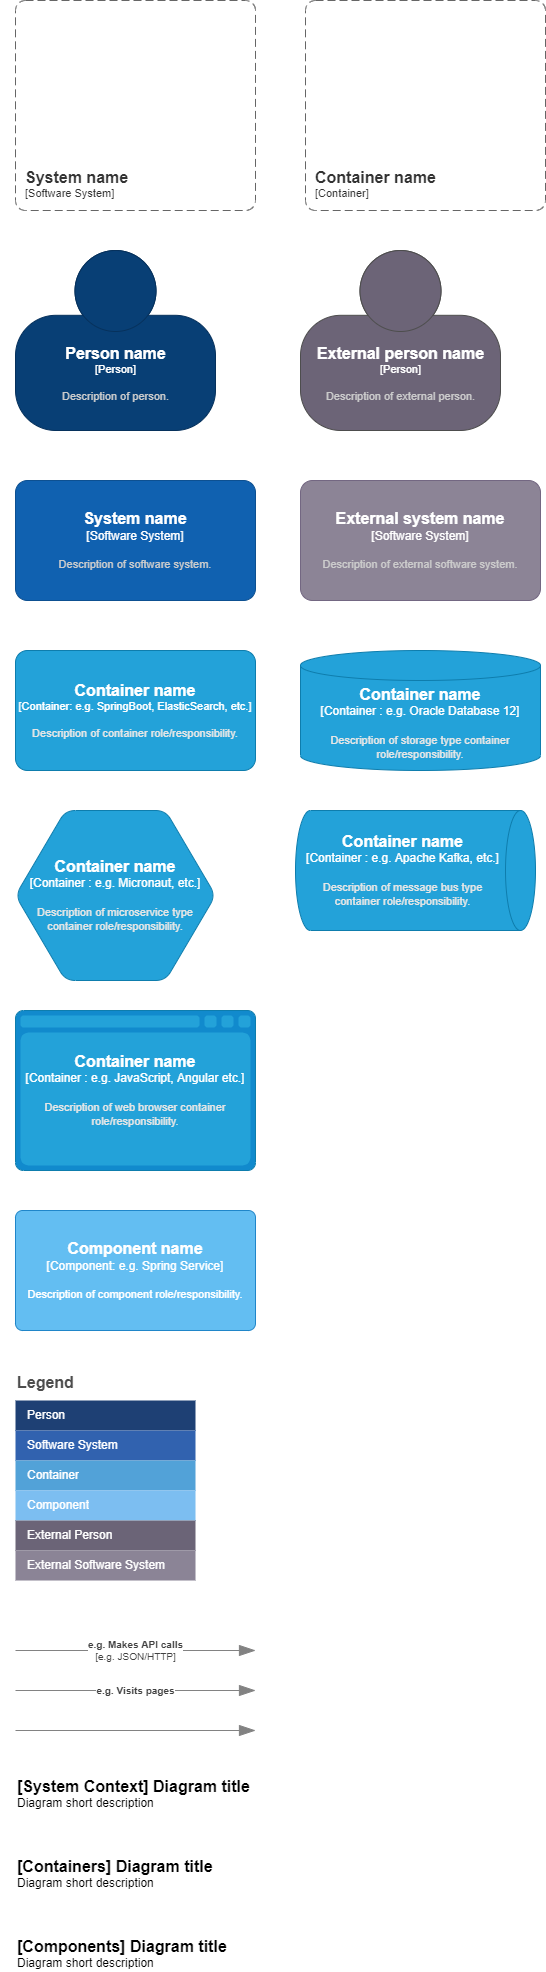 System name
[Software System]
Container name
[Container]
Person name
[Person]
Description of person.
External person name
[Person]
Description of external person.
System name
[Software System]
Description of software system.
External system name
[Software System]
Description of external software system.
Container name
[Container: e.g. SpringBoot, ElasticSearch, etc.]
Description of container role/responsibility.
Container name
[Container : e.g. Oracle Database 12]
Description of storage type container
role/responsibility.
Container name
[Container : e.g. Micronaut, etc.]
Description of microservice type
container role/responsibility.
Container name
[Container : e.g. Apache Kafka, etc.]
Description of message bus type
container role/responsibility.
Container name
[Container : e.g. JavaScript, Angular etc.]
Description of web browser container
role/responsibility.
Component name
[Component: e.g. Spring Service]
Description of component role/responsibility.
Legend
Person
Software System
Container
Component
External Person
External Software System
e.g. Makes API calls
[e.g. JSON/HTTP]
e.g. Visits pages
[System Context] Diagram title
Diagram short description
[Containers] Diagram title
Diagram short description
[Components] Diagram title
Diagram short description